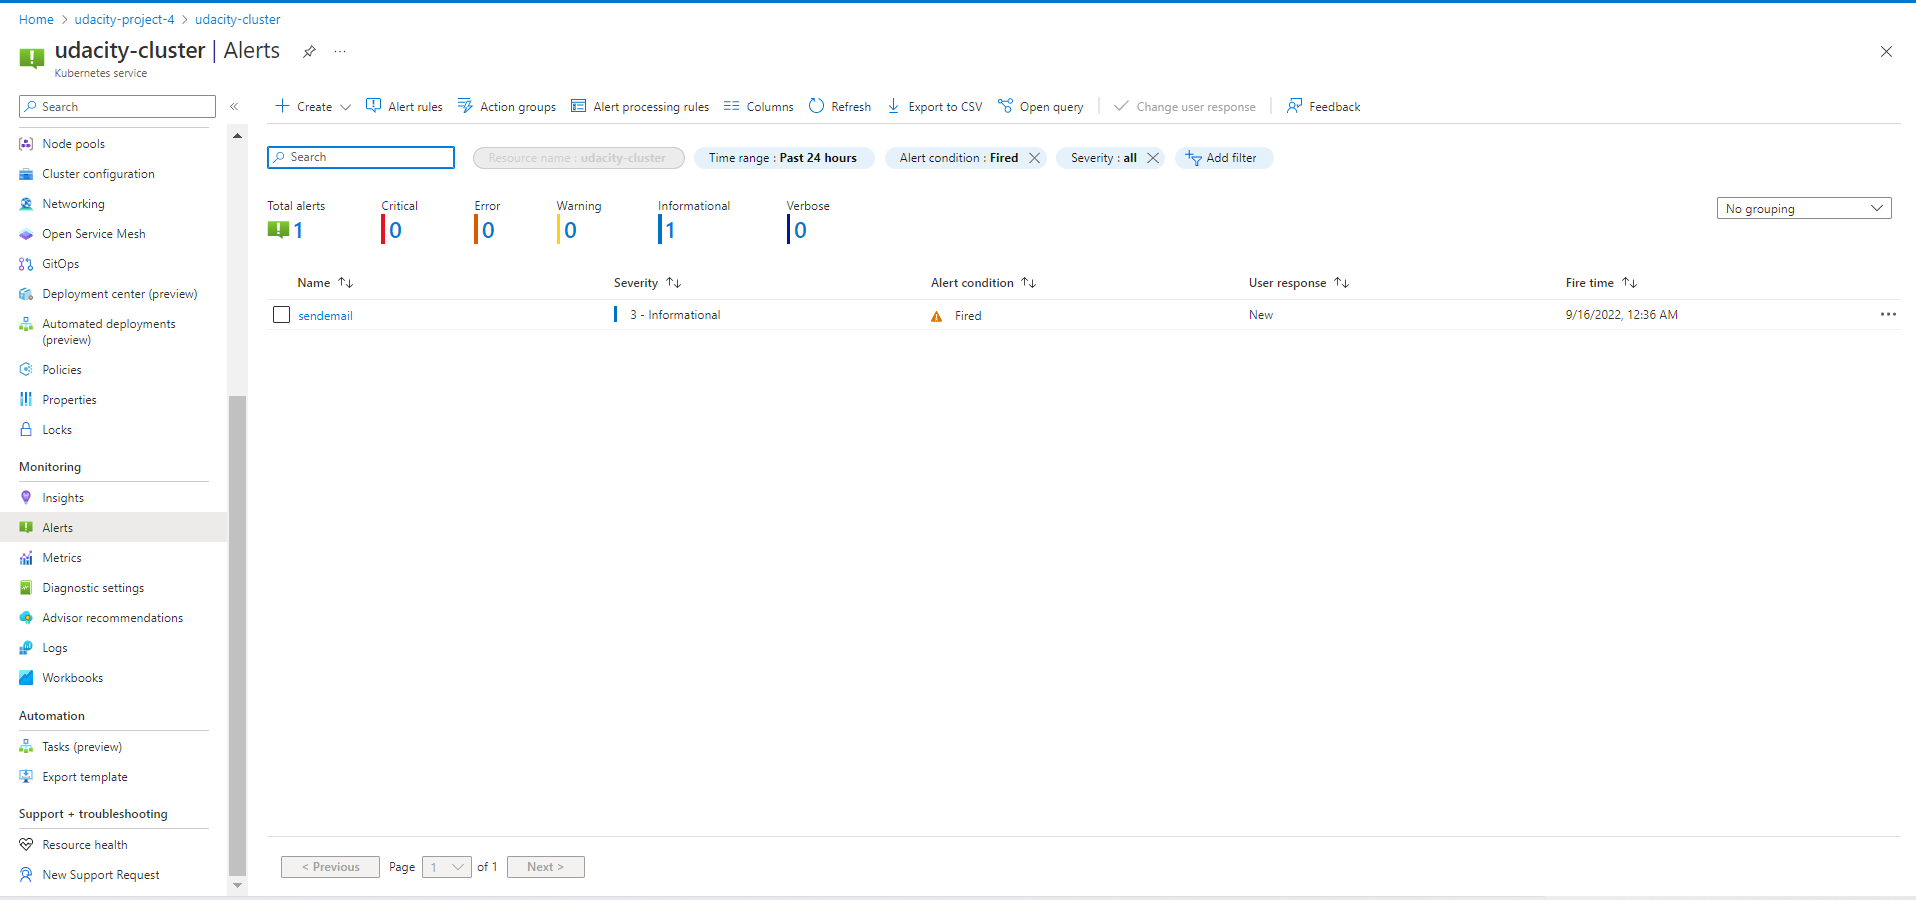 Home > udacity-project-4 > udacity-cluster
udacity-cluster | Alerts ...
Kubernetes service
Search
«
Node pools
Cluster configuration
Networking
Open Service Mesh
GitOps
Deployment center (preview)
Automated deployments
(preview)
Policies
Properties
Locks
Monitoring
Insights
Alerts
Metrics
Diagnostic settings
Advisor recommendations
Logs
Workbooks
Automation
Tasks (preview)
Export template
Support + troubleshooting
Resource health
New Support Request
Create Alert rules Action groups Alert processing rules Columns Refresh Export to CSV Open query Change user response Feedback
Search Resource name : udacity-cluster Time range : Past 24 hours Alert condition : Fired Severity : all Add filter
Total alerts Critical Error Warning Informational Verbose
1 0 0 0 1 0
No grouping
Name Severity Alert condition User response Fire time
sendemail 3 - Informational Fired New 9/16/2022, 12:36 AM ...
< Previous Page 1 of 1 Next >